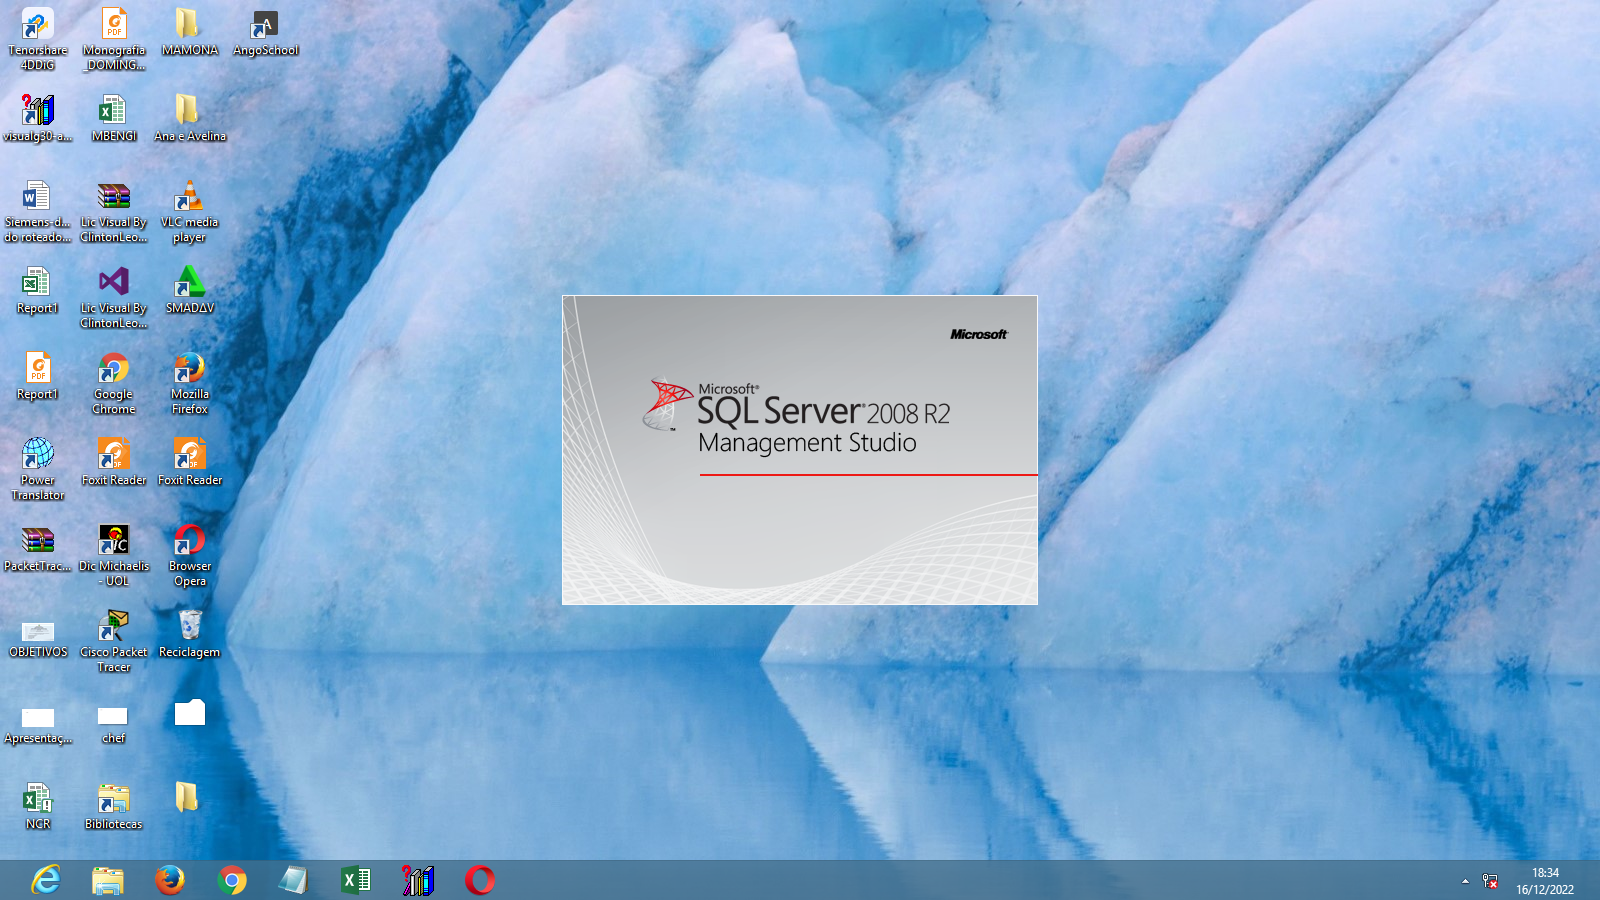 Tenorshare
4DDiG
Monografia
_DOMING...
MAMONA
AngoSchool
visualg30-a...
MBENGI
Ana e Avelina
Siemens-d...
do roteado...
Lic Visual By
ClintonLeo...
VLC media
player
Report1
Lic Visual By
ClintonLeo...
SMADΔV
Report1
Google
Chrome
Mozilla
Firefox
Power
Translator
Foxit Reader
Foxit Reader
PacketTrac...
Dic Michaelis
- UOL
Browser
Opera
OBJETIVOS
Cisco Packet
Tracer
Reciclagem
Apresentaç...
chef
NCR
Bibliotecas
Microsoft
Microsoft®
SQL Server® 2008 R2
Management Studio
18:34
16/12/2022